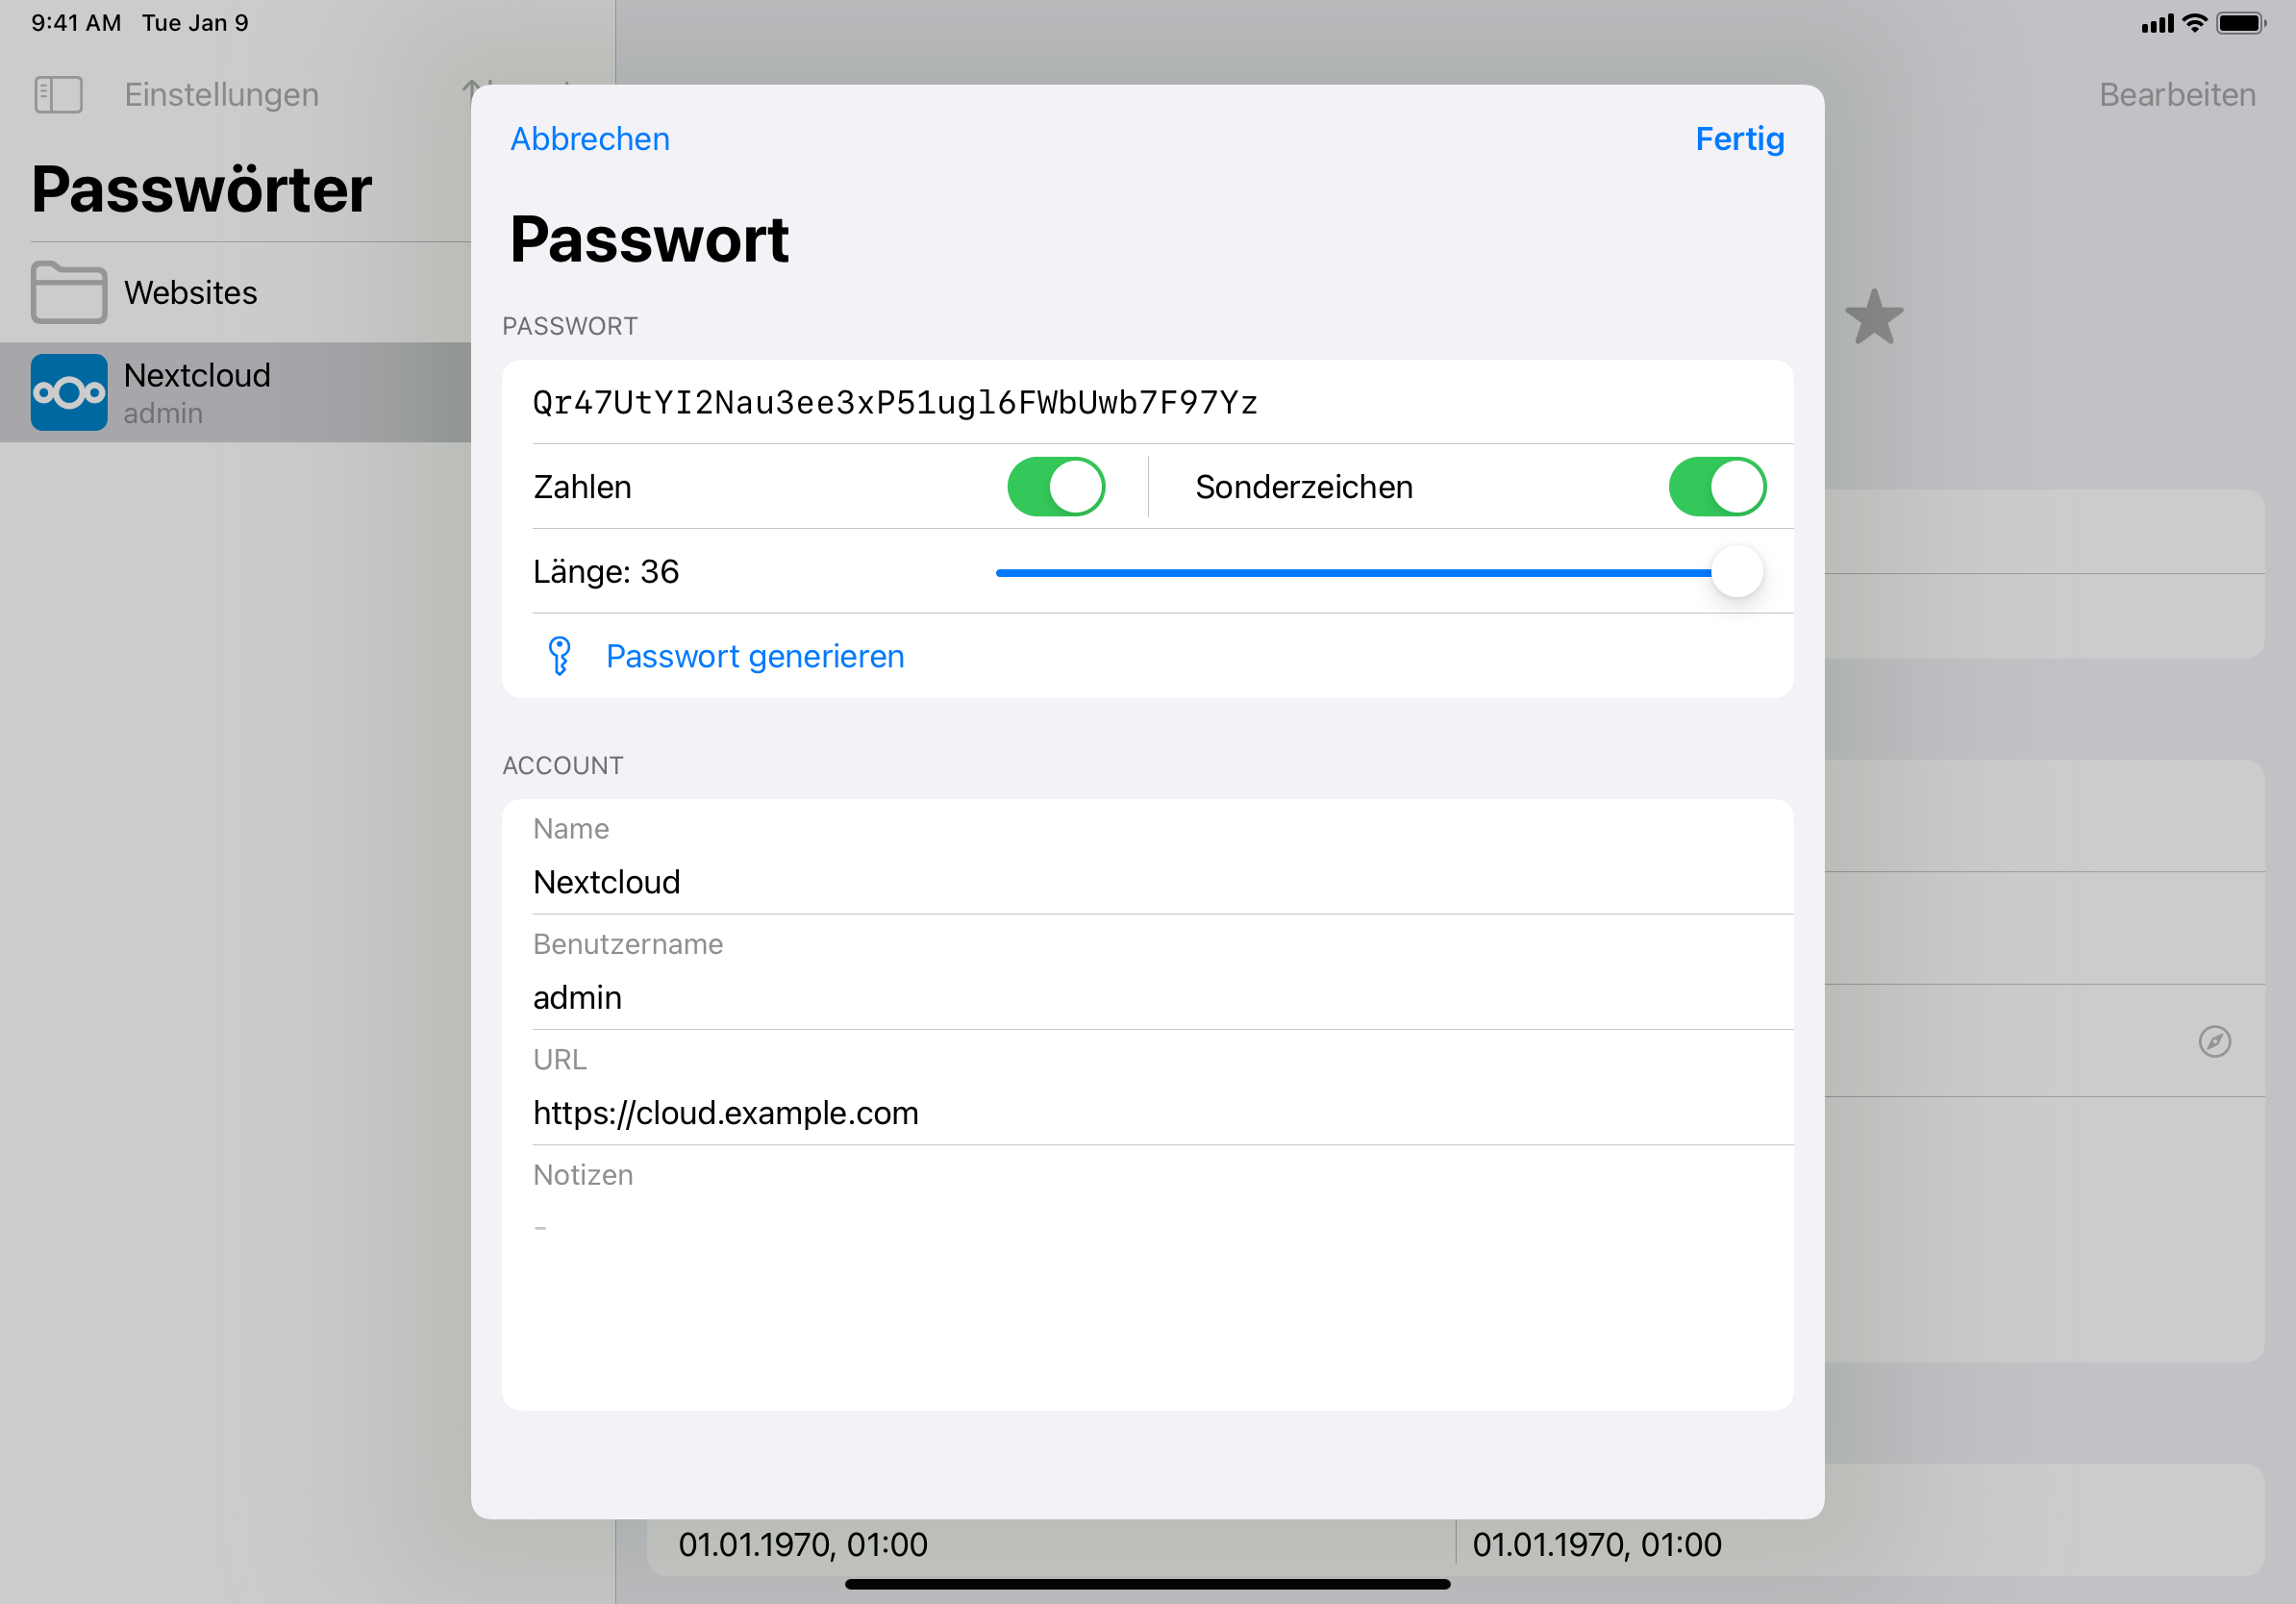 9:41 AM Tue Jan 9
Einstellungen
Bearbeiten
Passwörter
Websites
Nextcloud
admin
Abbrechen
Fertig
Passwort
PASSWORT
Qr47UtYI2Nau3ee3xP51ugl6FWbUwb7F97Yz
Zahlen
Sonderzeichen
Länge: 36
Passwort generieren
ACCOUNT
Name
Nextcloud
Benutzername
admin
URL
https://cloud.example.com
Notizen
-
01.01.1970, 01:00
01.01.1970, 01:00